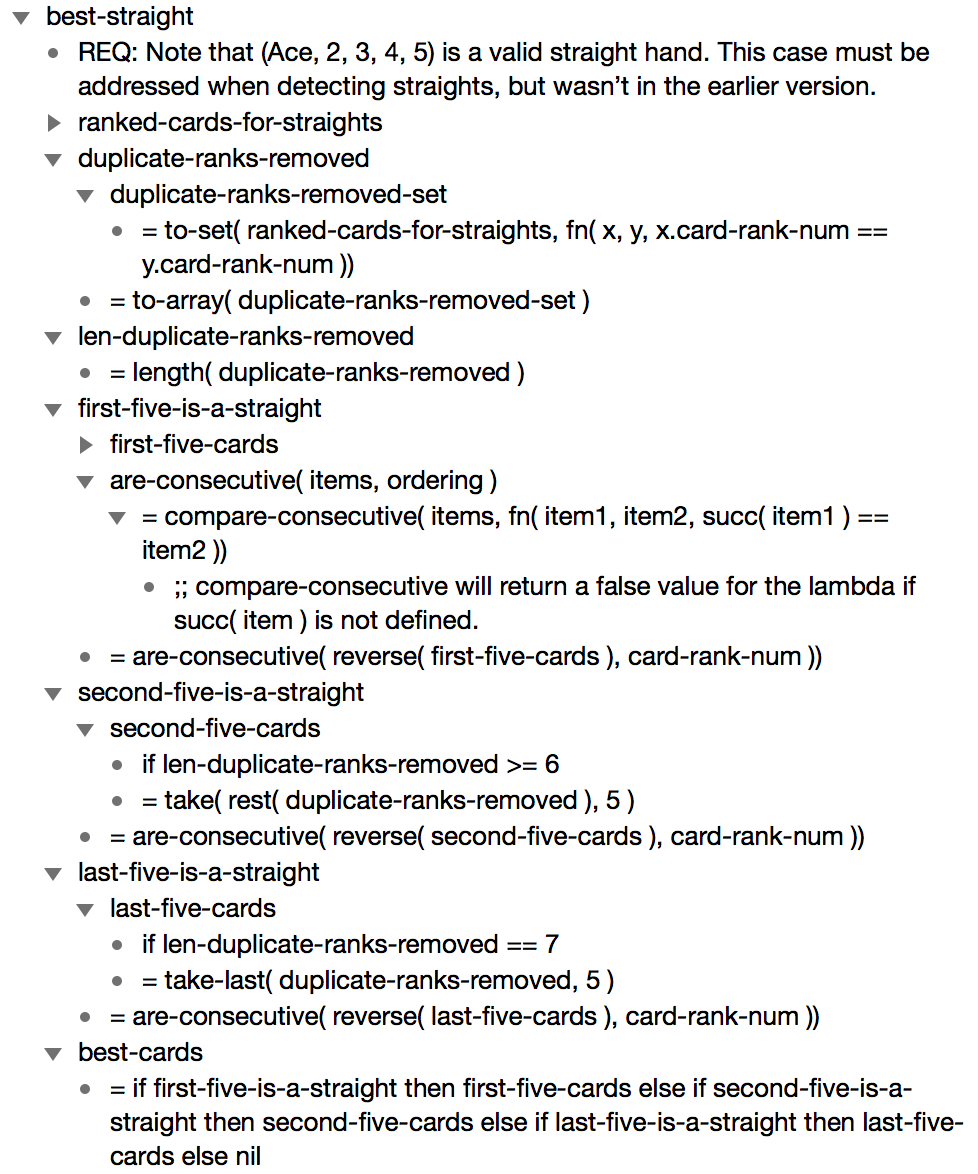 best-straight
REQ: Note that (Ace, 2, 3, 4, 5) is a valid straight hand. This case must be
addressed when detecting straights, but wasn’t in the earlier version.
ranked-cards-for-straights
duplicate-ranks-removed
duplicate-ranks-removed-set
= to-set( ranked-cards-for-straights, fn( x, y, x.card-rank-num ==
y.card-rank-num ))
= to-array( duplicate-ranks-removed-set )
len-duplicate-ranks-removed
= length( duplicate-ranks-removed )
first-five-is-a-straight
first-five-cards
are-consecutive( items, ordering )
= compare-consecutive( items, fn( item1, item2, succ( item1 ) ==
item2 ))
;; compare-consecutive will return a false value for the lambda if
succ( item ) is not defined.
= are-consecutive( reverse( first-five-cards ), card-rank-num ))
second-five-is-a-straight
second-five-cards
if len-duplicate-ranks-removed >= 6
= take( rest( duplicate-ranks-removed ), 5 )
= are-consecutive( reverse( second-five-cards ), card-rank-num ))
last-five-is-a-straight
last-five-cards
if len-duplicate-ranks-removed == 7
= take-last( duplicate-ranks-removed, 5 )
= are-consecutive( reverse( last-five-cards ), card-rank-num ))
best-cards
= if first-five-is-a-straight then first-five-cards else if second-five-is-a-
straight then second-five-cards else if last-five-is-a-straight then last-five-
cards else nil